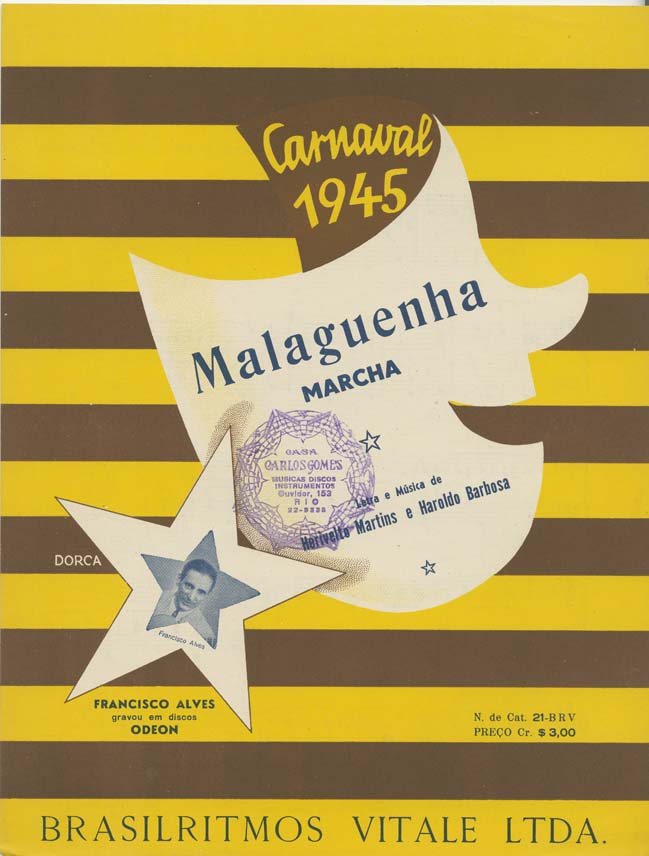 Carnaval
1945
Malaguenha
MARCHA
CASA
CARLOS GOMES
MUSICAS DISCOS
INSTRUMENTOS
Ouvidor, 153
RIO
Letra e Música de
Herivelto Martins e Haroldo Barbosa
DORCA
Francisco Alves
FRANCISCO ALVES
gravou em discos
ODEON
N. de Cat. 21-BRV
PREÇO Cr. $ 3,00
BRASILRITMOS VITALE LTDA.